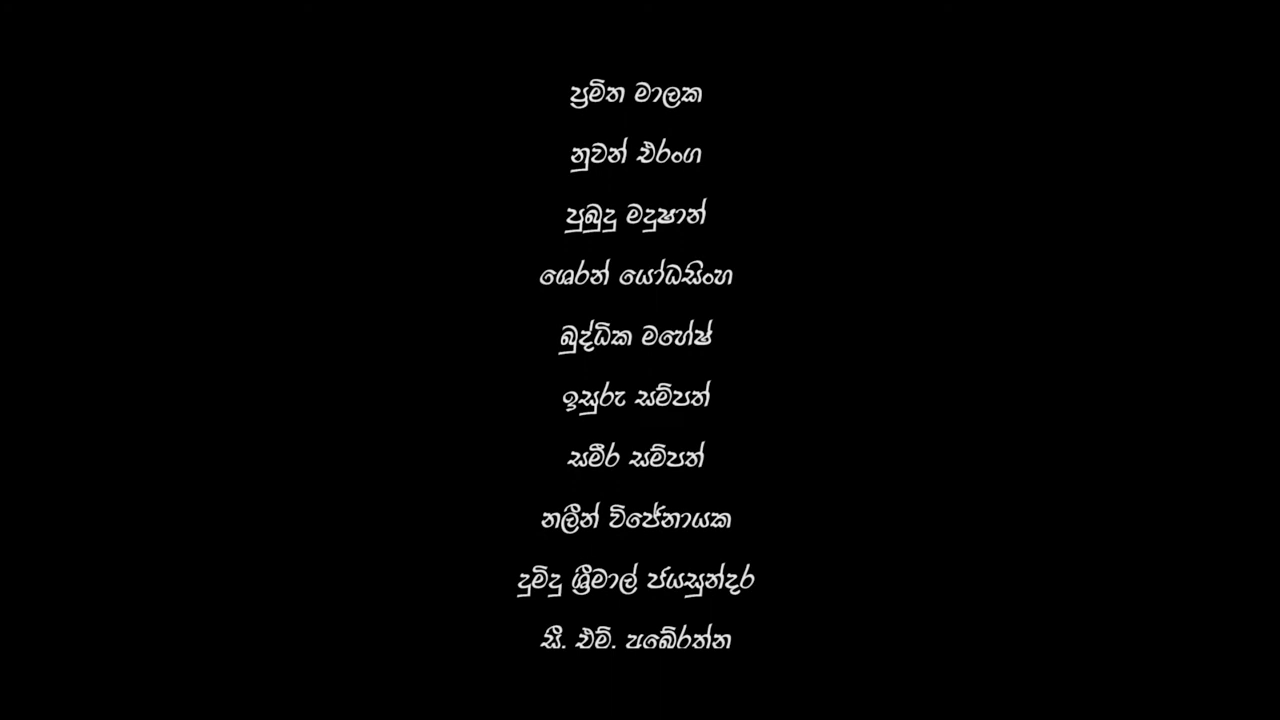 ප්‍රමිත මාලක
නුවන් එරංග
පුබුදු මදුෂාන්
ශෙරන් යෝධසිංහ
බුද්ධික මහේෂ්
ඉසුරු සම්පත්
සමීර සම්පත්
නලීන් විජේනායක
දුමිදු ශ්‍රීමාල් ජයසුන්දර
සී. එම්. අබේරත්න